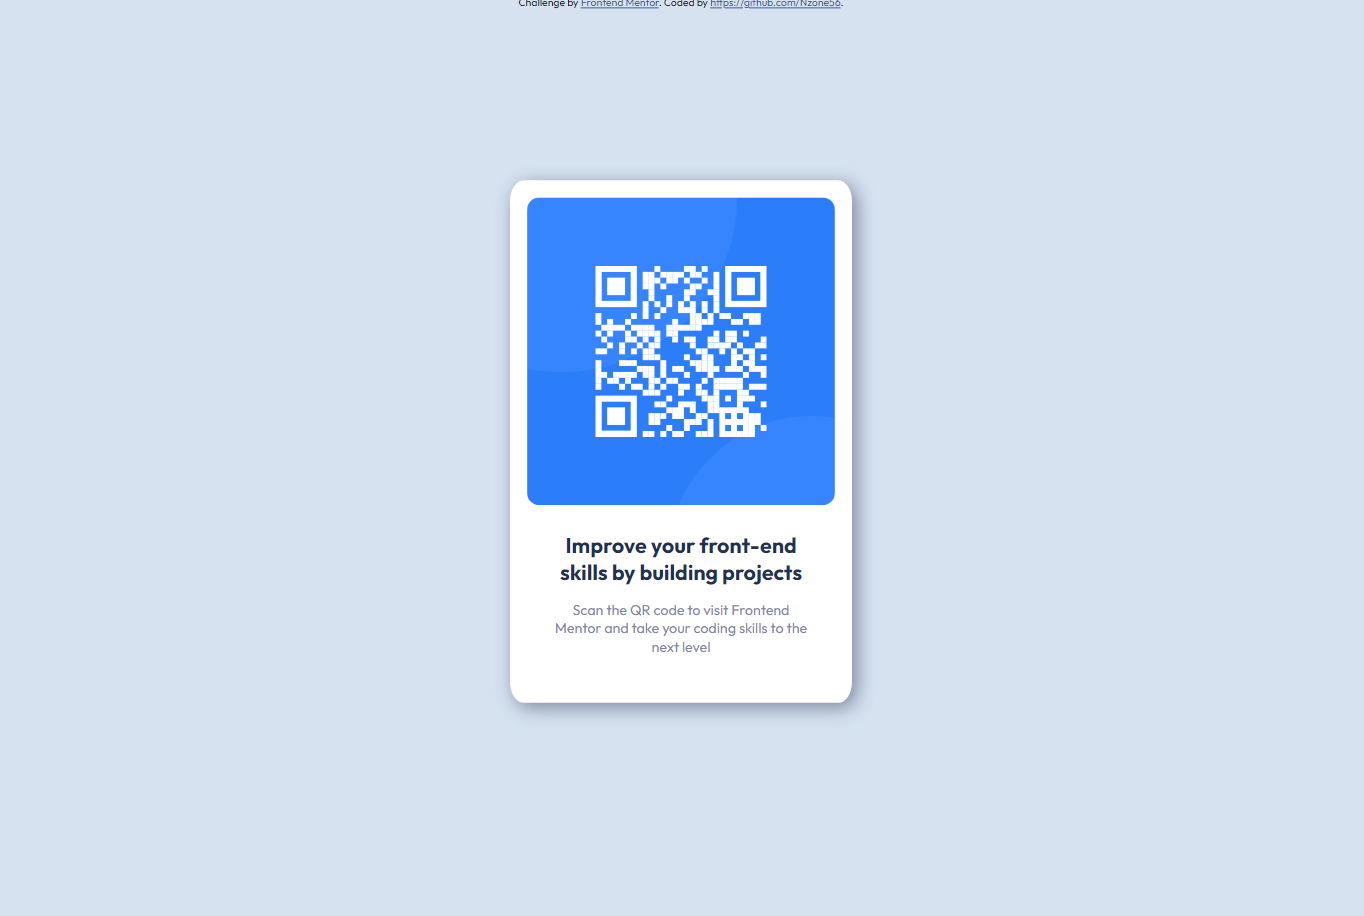 Challenge by Frontend Mentor. Coded by https://github.com/Nzone56.
Improve your front-end
skills by building projects
Scan the QR code to visit Frontend
Mentor and take your coding skills to the
next level